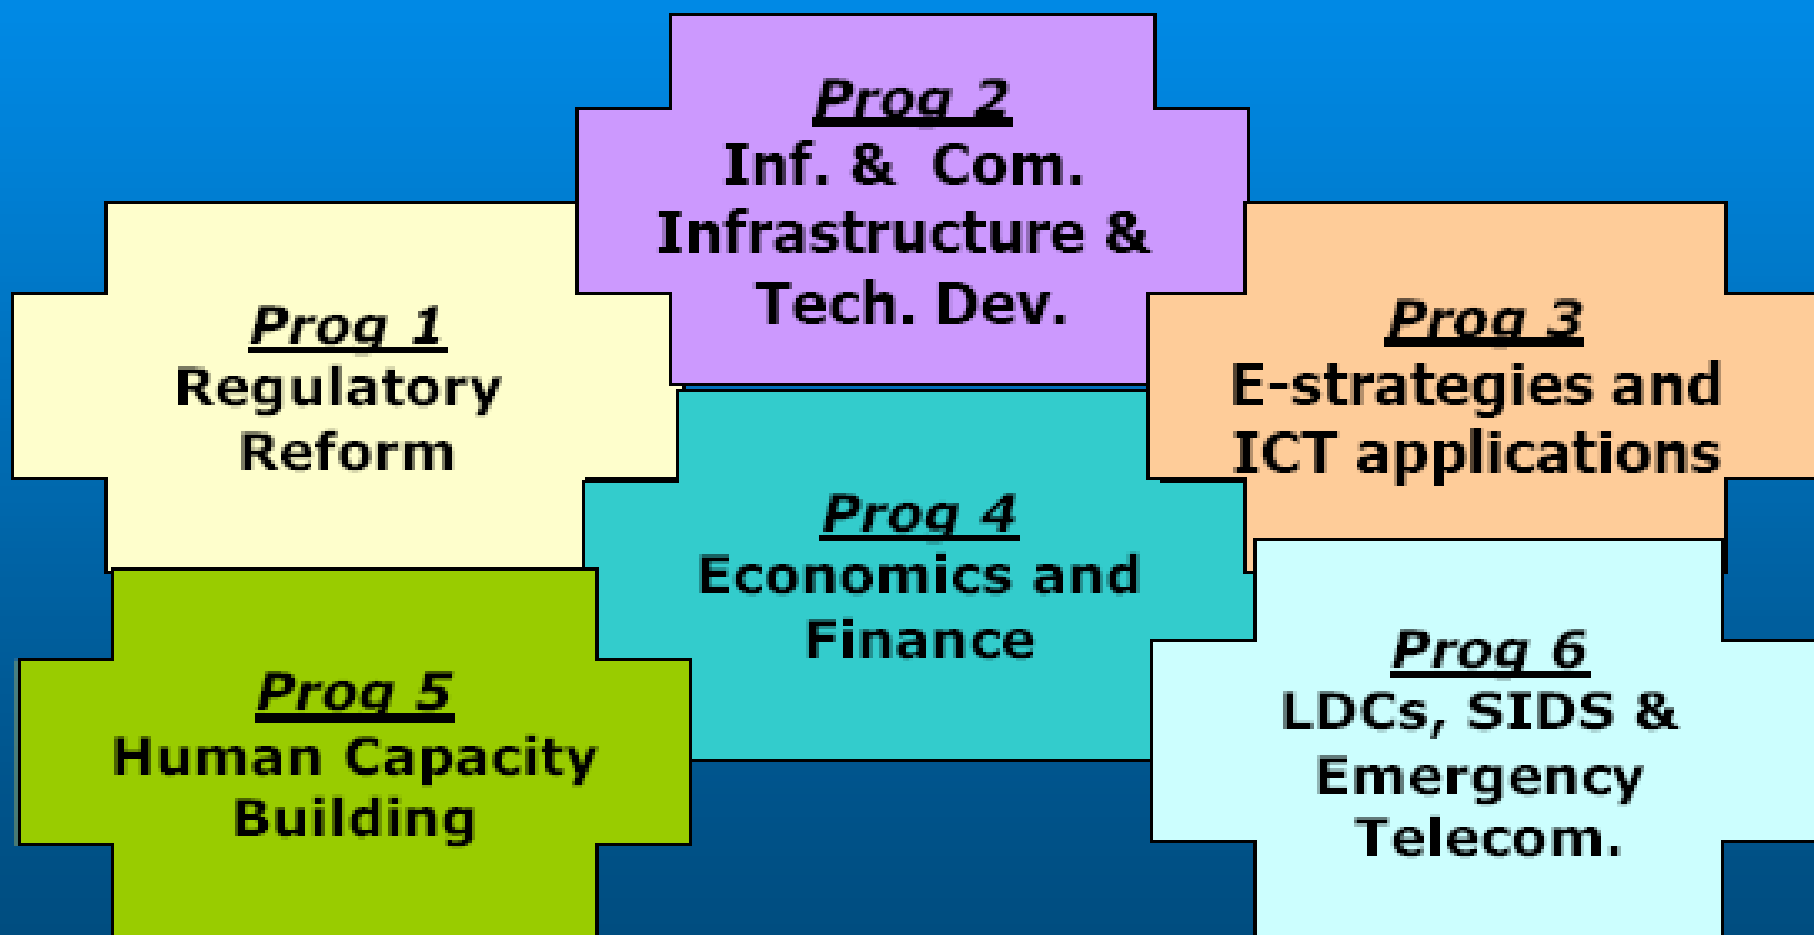 Prog 1
Regulatory
Reform
Prog 2
Inf. & Com.
Infrastructure &
Tech. Dev.
Prog 3
E-strategies and
ICT applications
Prog 4
Economics and
Finance
Prog 5
Human Capacity
Building
Prog 6
LDCs, SIDS &
Emergency
Telecom.